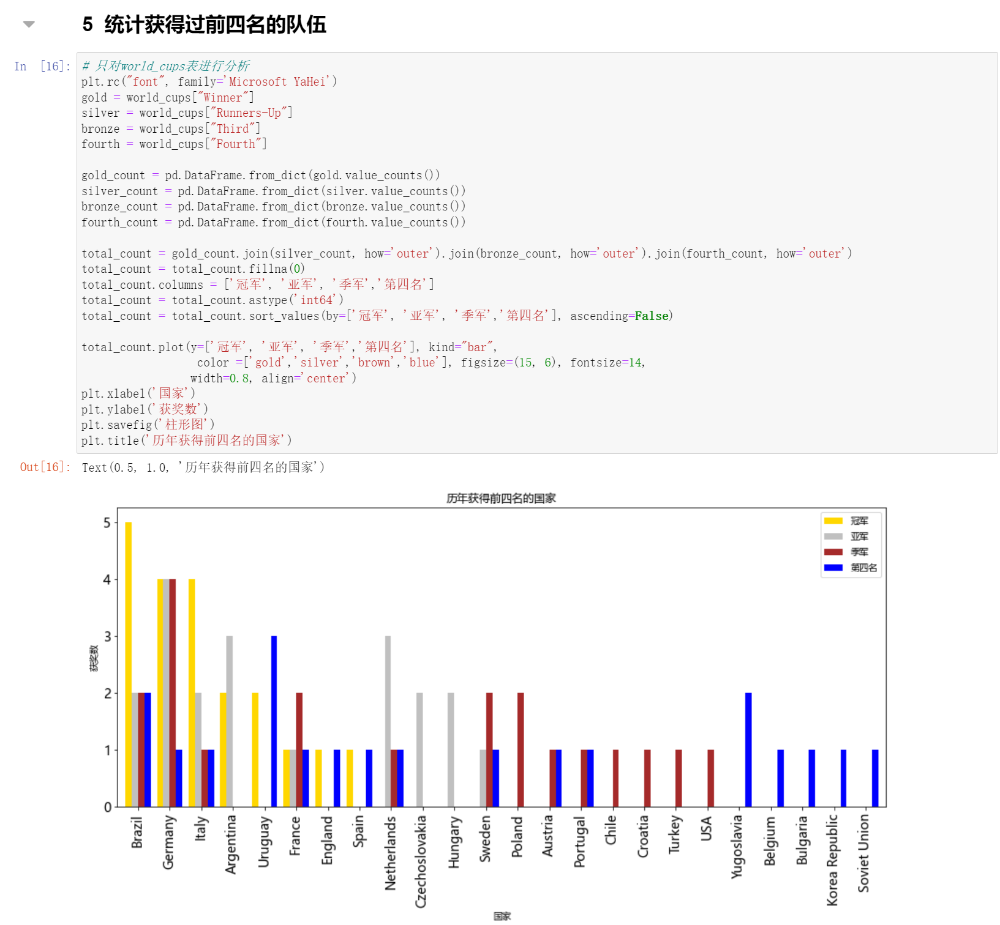 5 统计获得过前四名的队伍
In [16]:
# 只对world_cups表进行分析
plt.rc("font", family='Microsoft YaHei')
gold = world_cups["Winner"]
silver = world_cups["Runners-Up"]
bronze = world_cups["Third"]
fourth = world_cups["Fourth"]
gold_count = pd.DataFrame.from_dict(gold.value_counts())
silver_count = pd.DataFrame.from_dict(silver.value_counts())
bronze_count = pd.DataFrame.from_dict(bronze.value_counts())
fourth_count = pd.DataFrame.from_dict(fourth.value_counts())
total_count = gold_count.join(silver_count, how='outer').join(bronze_count, how='outer').join(fourth_count, how='outer')
total_count = total_count.fillna(0)
total_count.columns = ['冠军', '亚军', '季军','第四名']
total_count = total_count.astype('int64')
total_count = total_count.sort_values(by=['冠军', '亚军', '季军','第四名'], ascending=False)
total_count.plot(y=['冠军', '亚军', '季军','第四名'], kind="bar",
color =['gold','silver','brown','blue'], figsize=(15, 6), fontsize=14,
width=0.8, align='center')
plt.xlabel('国家')
plt.ylabel('获奖数')
plt.savefig('柱形图')
plt.title('历年获得前四名的国家')
Out[16]: Text(0.5, 1.0, '历年获得前四名的国家')
历年获得前四名的国家
冠军
亚军
季军
第四名
5
4
3
2
1
0
获奖数
Brazil
Germany
Italy
Argentina
Uruguay
France
England
Spain
Netherlands
Czechoslovakia
Hungary
Sweden
Poland
Austria
Portugal
Chile
Croatia
Turkey
USA
Yugoslavia
Belgium
Bulgaria
Korea Republic
Soviet Union
国家